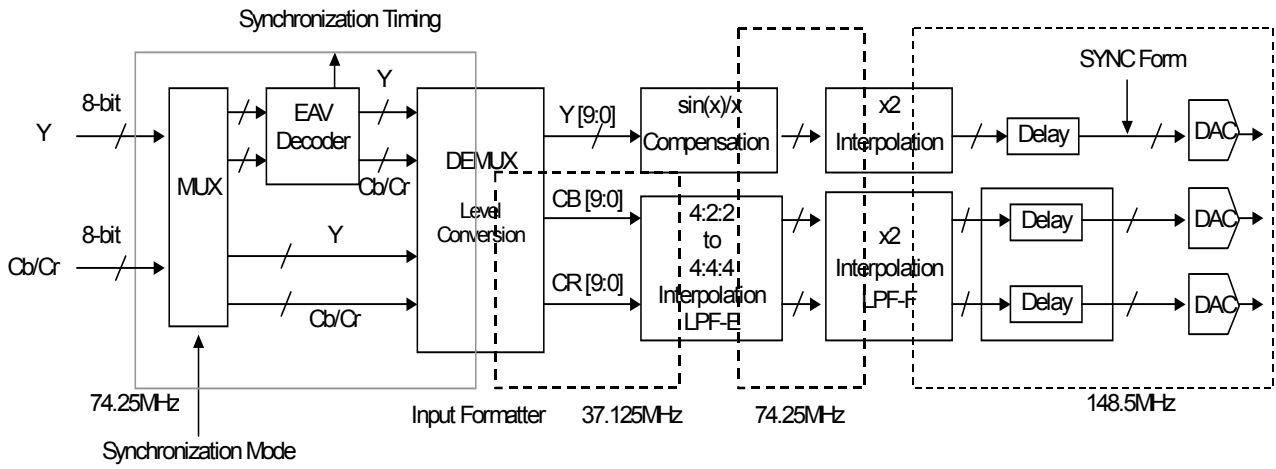 Synchronization Timing
8-bit
Y
EAV
Decoder
Y
Cb/Cr
MUX
8-bit
Cb/Cr
Y
Cb/Cr
DEMUX
Level
Conversion
Y [9:0]
CB [9:0]
CR [9:0]
sin(x)/x
Compensation
4:2:2
to
4:4:4
Interpolation
LPF-E
x2
Interpolation
x2
Interpolation
LPF-F
SYNC Form
Delay
DAC
Delay
DAC
Delay
DAC
74.25MHz
Input Formatter
37.125MHz
74.25MHz
148.5MHz
Synchronization Mode